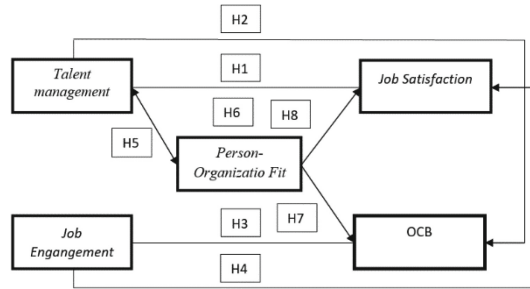 H2
Talent
management
H1
Job Satisfaction
H6
H8
H5
Person-
Organizatio Fit
H7
Job
Engangement
H3
OCB
H4